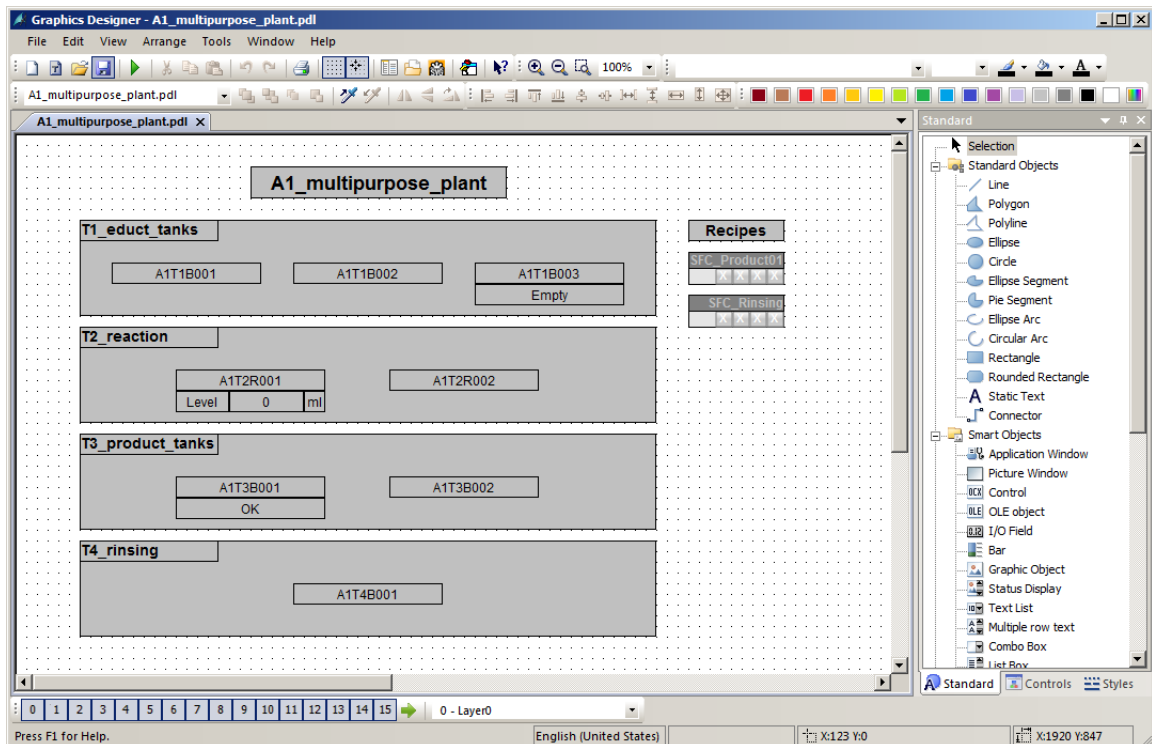 Graphics Designer - A1_multipurpose_plant.pdl
File Edit View Arrange Tools Window Help
100%
A1_multipurpose_plant.pdl
A1_multipurpose_plant.pdl
Standard
A1_multipurpose_plant
T1_educt_tanks
A1T1B001 A1T1B002 A1T1B003
Empty
T2_reaction
A1T2R001 A1T2R002
Level 0 ml
T3_product_tanks
A1T3B001 A1T3B002
OK
T4_rinsing
A1T4B001
Recipes
SFC_Product01
X X X X
SFC_Rinsing
X X X X
Selection
Standard Objects
Line
Polygon
Polyline
Ellipse
Circle
Ellipse Segment
Pie Segment
Ellipse Arc
Circular Arc
Rectangle
Rounded Rectangle
A Static Text
Connector
Smart Objects
Application Window
Picture Window
OCX Control
OLE OLE object
0.12 I/O Field
Bar
Graphic Object
Status Display
Text List
Multiple row text
Combo Box
List Box
Standard Controls Styles
0 1 2 3 4 5 6 7 8 9 10 11 12 13 14 15 0 - Layer0
Press F1 for Help. English (United States) X:123 Y:0 X:1920 Y:847